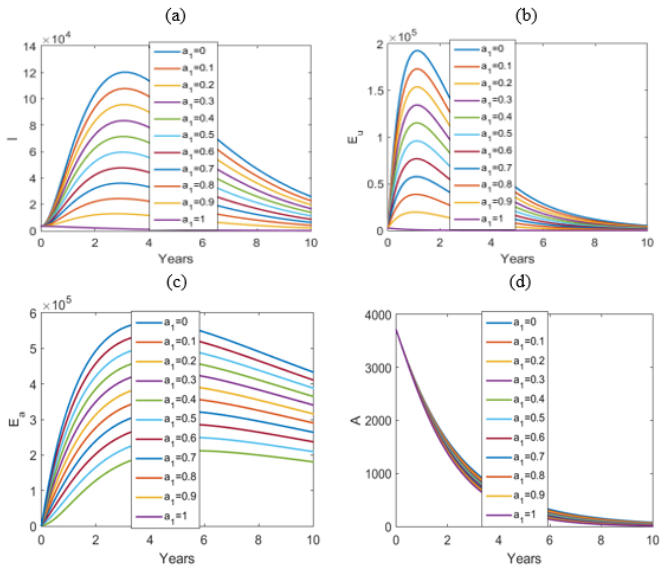 (a)
×10⁴
14
12
10
8
6
4
2
0
I
0 2 4 6 8 10
Years
a₁=0
a₁=0.1
a₁=0.2
a₁=0.3
a₁=0.4
a₁=0.5
a₁=0.6
a₁=0.7
a₁=0.8
a₁=0.9
a₁=1
(b)
×10⁵
2
1.5
1
0.5
0
Eᵤ
0 2 4 6 8 10
Years
a₁=0
a₁=0.1
a₁=0.2
a₁=0.3
a₁=0.4
a₁=0.5
a₁=0.6
a₁=0.7
a₁=0.8
a₁=0.9
a₁=1
(c)
×10⁵
6
5
4
3
2
1
0
Eₐ
0 2 4 6 8 10
Years
a₁=0
a₁=0.1
a₁=0.2
a₁=0.3
a₁=0.4
a₁=0.5
a₁=0.6
a₁=0.7
a₁=0.8
a₁=0.9
a₁=1
(d)
4000
3000
2000
1000
0
A
0 2 4 6 8 10
Years
a₁=0
a₁=0.1
a₁=0.2
a₁=0.3
a₁=0.4
a₁=0.5
a₁=0.6
a₁=0.7
a₁=0.8
a₁=0.9
a₁=1